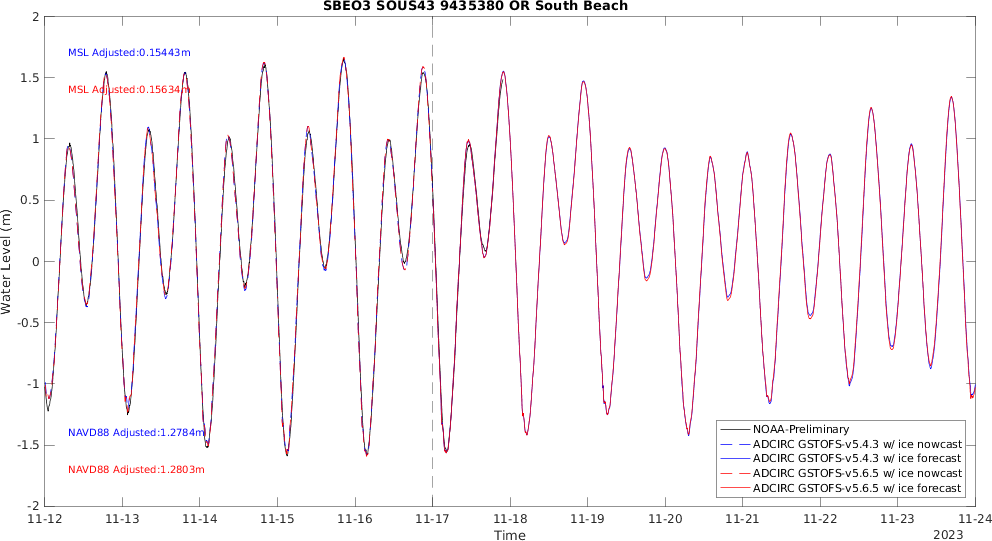 SBEO3 SOUS43 9435380 OR South Beach
MSL Adjusted:0.15443m
MSL Adjusted:0.15634m
NAVD88 Adjusted:1.2784m
NAVD88 Adjusted:1.2803m
Water Level (m)
2
1.5
1
0.5
0
-0.5
-1
-1.5
-2
NOAA-Preliminary
ADCIRC GSTOFS-v5.4.3 w/ ice nowcast
ADCIRC GSTOFS-v5.4.3 w/ ice forecast
ADCIRC GSTOFS-v5.6.5 w/ ice nowcast
ADCIRC GSTOFS-v5.6.5 w/ ice forecast
11-12 11-13 11-14 11-15 11-16 11-17 11-18 11-19 11-20 11-21 11-22 11-23 11-24
Time
2023